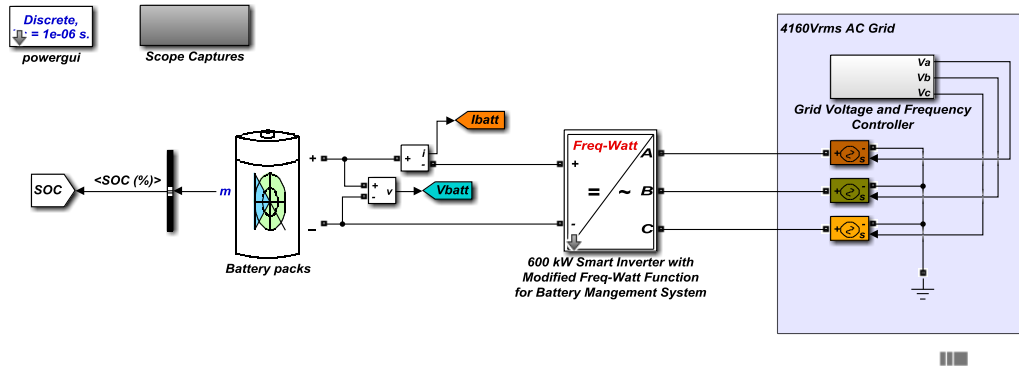 Discrete,
= 1e-06 s.
powergui
Scope Captures
4160Vrms AC Grid
Va
Vb
Vc
Grid Voltage and Frequency
Controller
Ibatt
+ i
-
Freq-Watt
A
+
s
SOC
<SOC (%)>
m
+
+
-
v
Vbatt
+
= ~
B
+
-
s
–
-
C
+
-
s
Battery packs
600 kW Smart Inverter with
Modified Freq-Watt Function
for Battery Mangement System